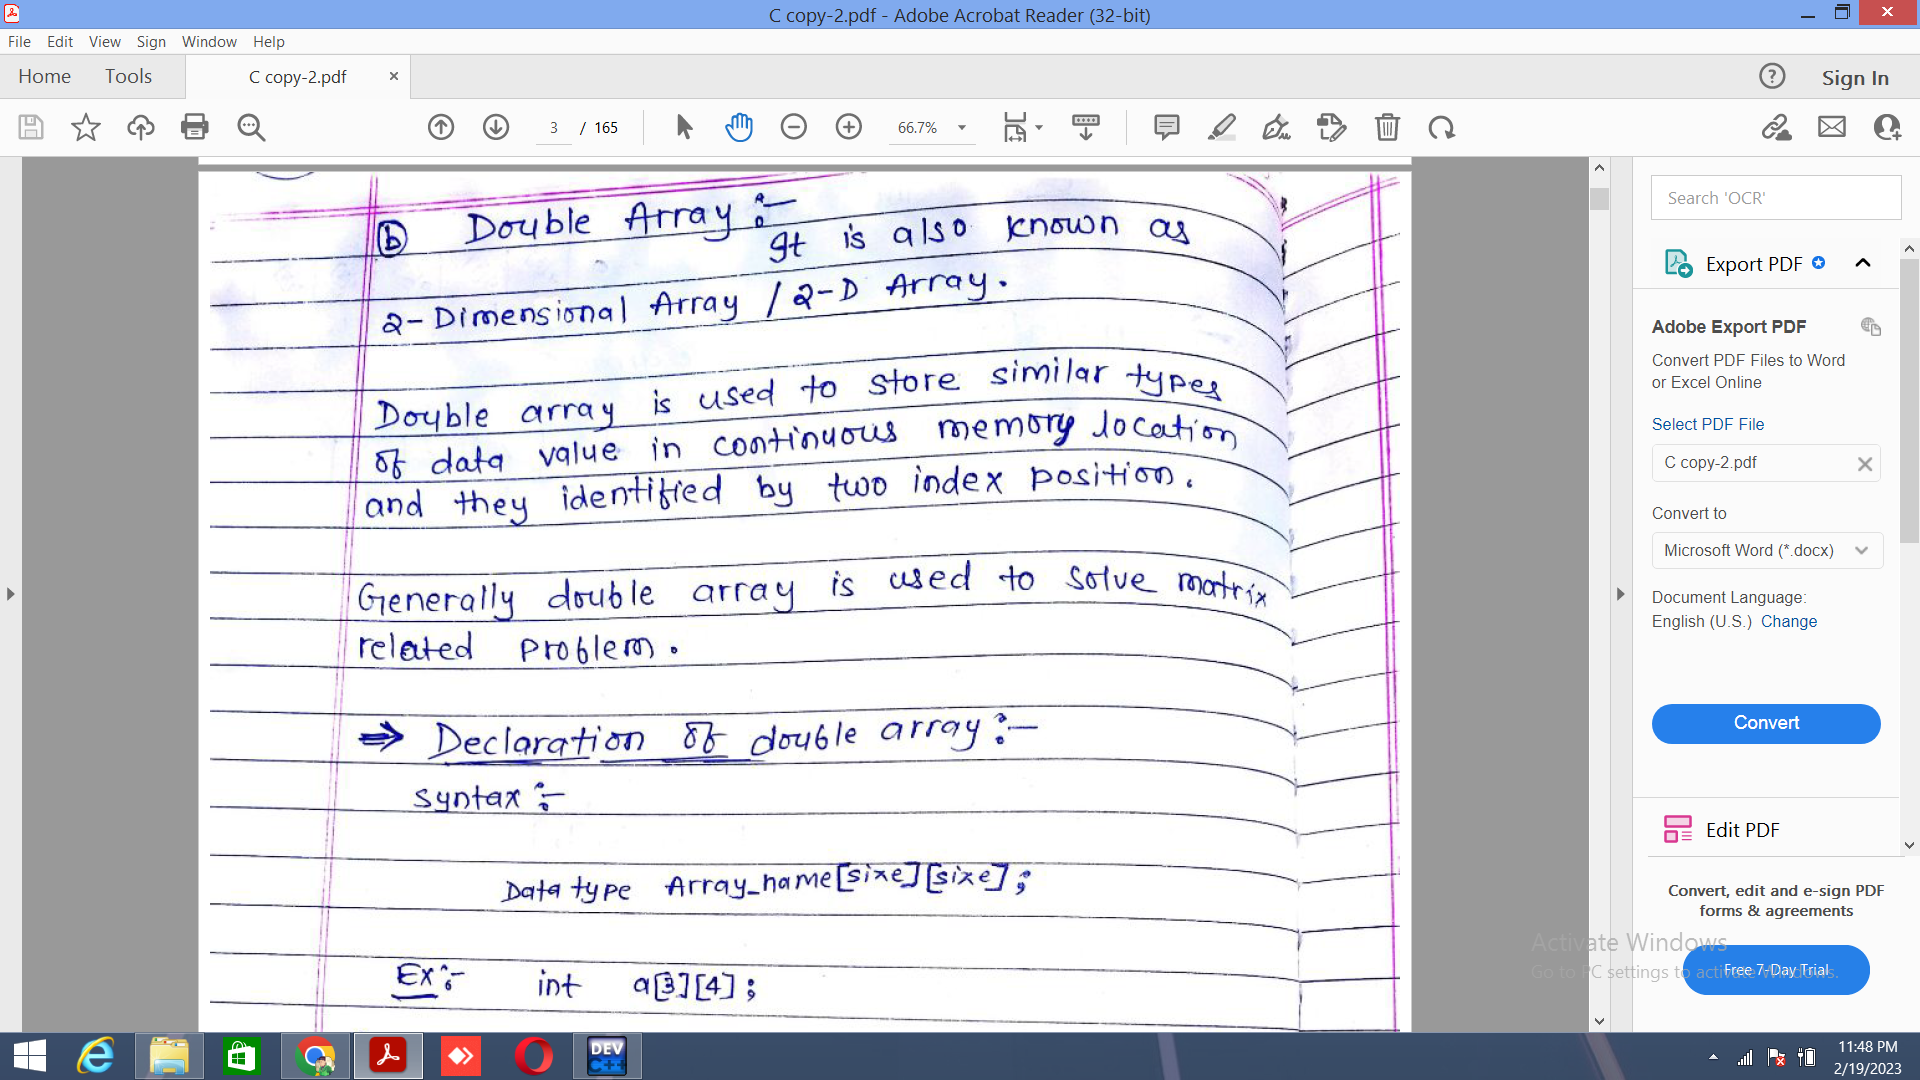 C copy-2.pdf - Adobe Acrobat Reader (32-bit)
File Edit View Sign Window Help
Home Tools C copy-2.pdf × ? Sign In
3 / 165 66.7%
b Double Array :-
It is also known as
2-Dimensional Array / 2-D Array.
Double array is used to store similar types
of data value in continuous memory location
and they identified by two index position.
Generally double array is used to solve matrix
related problem.
⇒ Declaration of double array :-
Syntax :-
Data type Array_name[size][size];
Ex:- int a[3][4];
Search 'OCR'
Export PDF
Adobe Export PDF
Convert PDF Files to Word
or Excel Online
Select PDF File
C copy-2.pdf
Convert to
Microsoft Word (*.docx)
Document Language:
English (U.S.) Change
Convert
Edit PDF
Convert, edit and e-sign PDF
forms & agreements
Free 7-Day Trial
Activate Windows
Go to PC settings to activate Windows.
DEV
C++
11:48 PM
2/19/2023